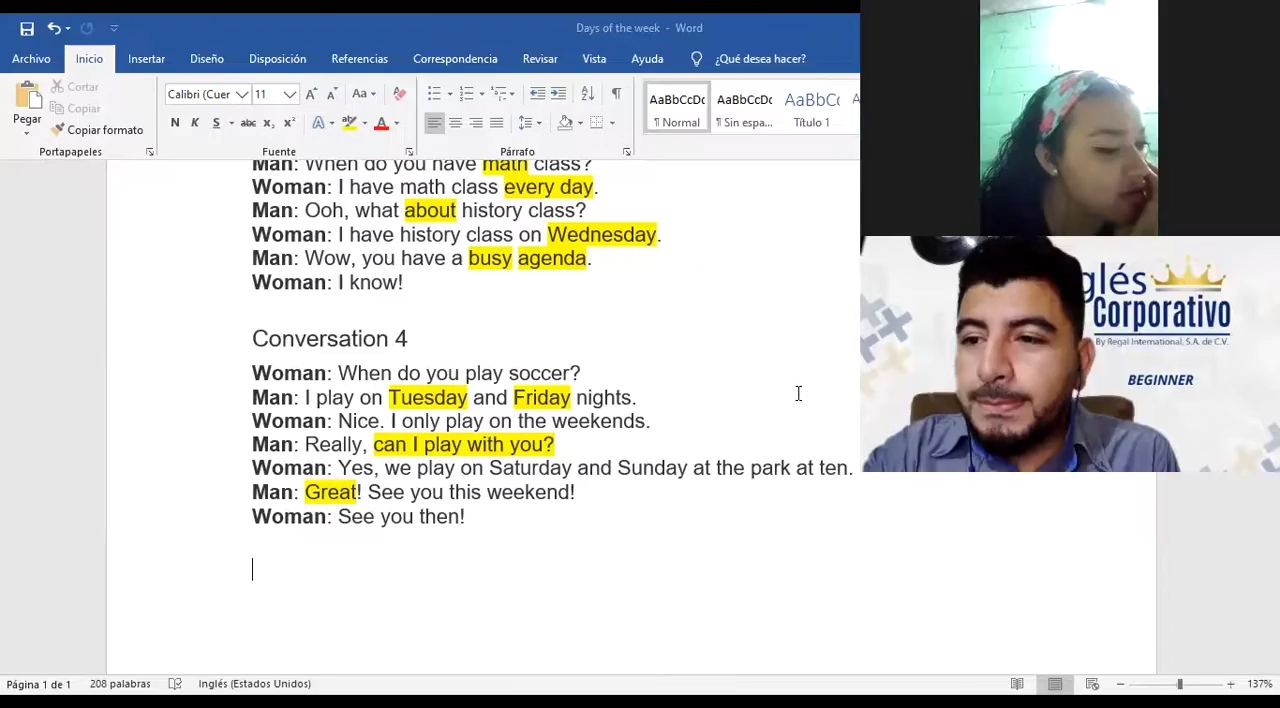 Days of the week - Word
Archivo Inicio Insertar Diseño Disposición Referencias Correspondencia Revisar Vista Ayuda ¿Qué desea hacer?
Pegar
Cortar
Copiar
Copiar formato
Portapapeles
Calibri (Cuer 11
Aa
N K S abc x₂ x² A A
Fuente
Párrafo
AaBbCcDc AaBbCcDc AaBbC
¶ Normal ¶ Sin espa... Título 1
Man: When do you have math class?
Woman: I have math class every day.
Man: Ooh, what about history class?
Woman: I have history class on Wednesday.
Man: Wow, you have a busy agenda.
Woman: I know!
Conversation 4
Woman: When do you play soccer?
Man: I play on Tuesday and Friday nights.
Woman: Nice. I only play on the weekends.
Man: Really, can I play with you?
Woman: Yes, we play on Saturday and Sunday at the park at ten.
Man: Great! See you this weekend!
Woman: See you then!
glés
Corporativo
By Regal International, S.A. de C.V.
BEGINNER
Página 1 de 1 208 palabras Inglés (Estados Unidos) 137%